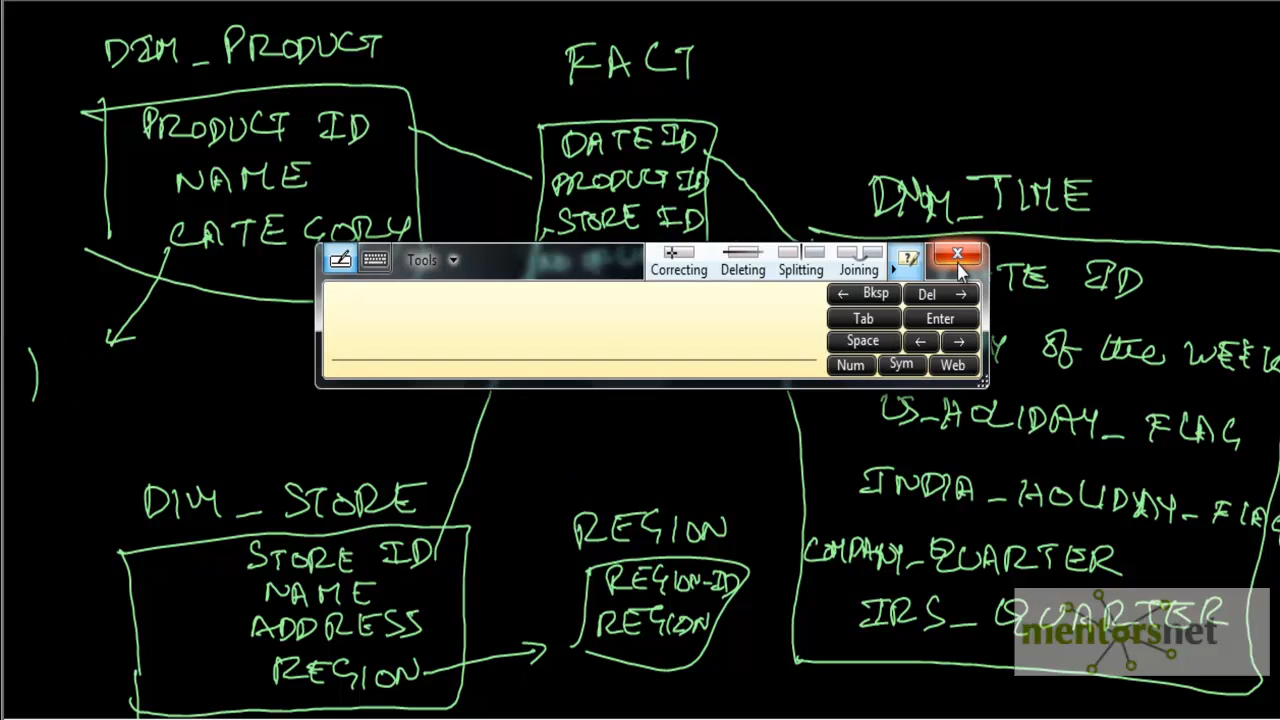 DIM_PRODUCT
PRODUCT ID
NAME
CATEGORY
FACT
DATE ID
PRODUCT ID
STORE ID
DIM_TIME
TE ID
Y of the WEEK
US_HOLIDAY_FLAG
INDIA_HOLIDAY_FLAG
COMPANY_QUARTER
IRS_QUARTER
Tools
Correcting Deleting Splitting Joining
← Bksp Del →
Tab Enter
Space ← →
Num Sym Web
)
DIM_STORE
STORE ID
NAME
ADDRESS
REGION
REGION
REGION-ID
REGION
mentorsnet